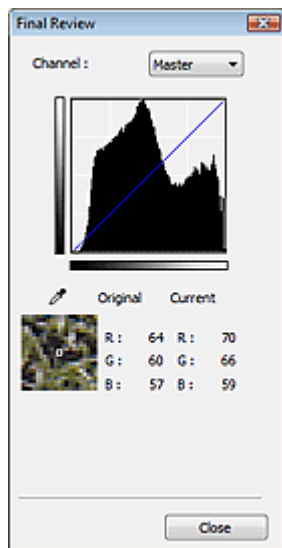 Final Review
Channel : Master
Original Current
R : 64 R : 70
G : 60 G : 66
B : 57 B : 59
Close